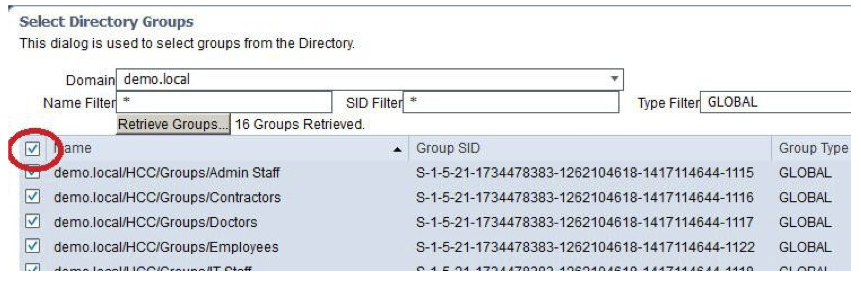 Select Directory Groups
This dialog is used to select groups from the Directory.
Domain demo.local
Name Filter * SID Filter * Type Filter GLOBAL
Retrieve Groups... 16 Groups Retrieved.
Name Group SID Group Type
demo.local/HCC/Groups/Admin Staff S-1-5-21-1734478383-1262104618-1417114644-1115 GLOBAL
demo.local/HCC/Groups/Contractors S-1-5-21-1734478383-1262104618-1417114644-1116 GLOBAL
demo.local/HCC/Groups/Doctors S-1-5-21-1734478383-1262104618-1417114644-1117 GLOBAL
demo.local/HCC/Groups/Employees S-1-5-21-1734478383-1262104618-1417114644-1122 GLOBAL
demo.local/HCC/Groups/IT Staff S-1-5-21-1734478383-1262104618-1417114644-1118 GLOBAL